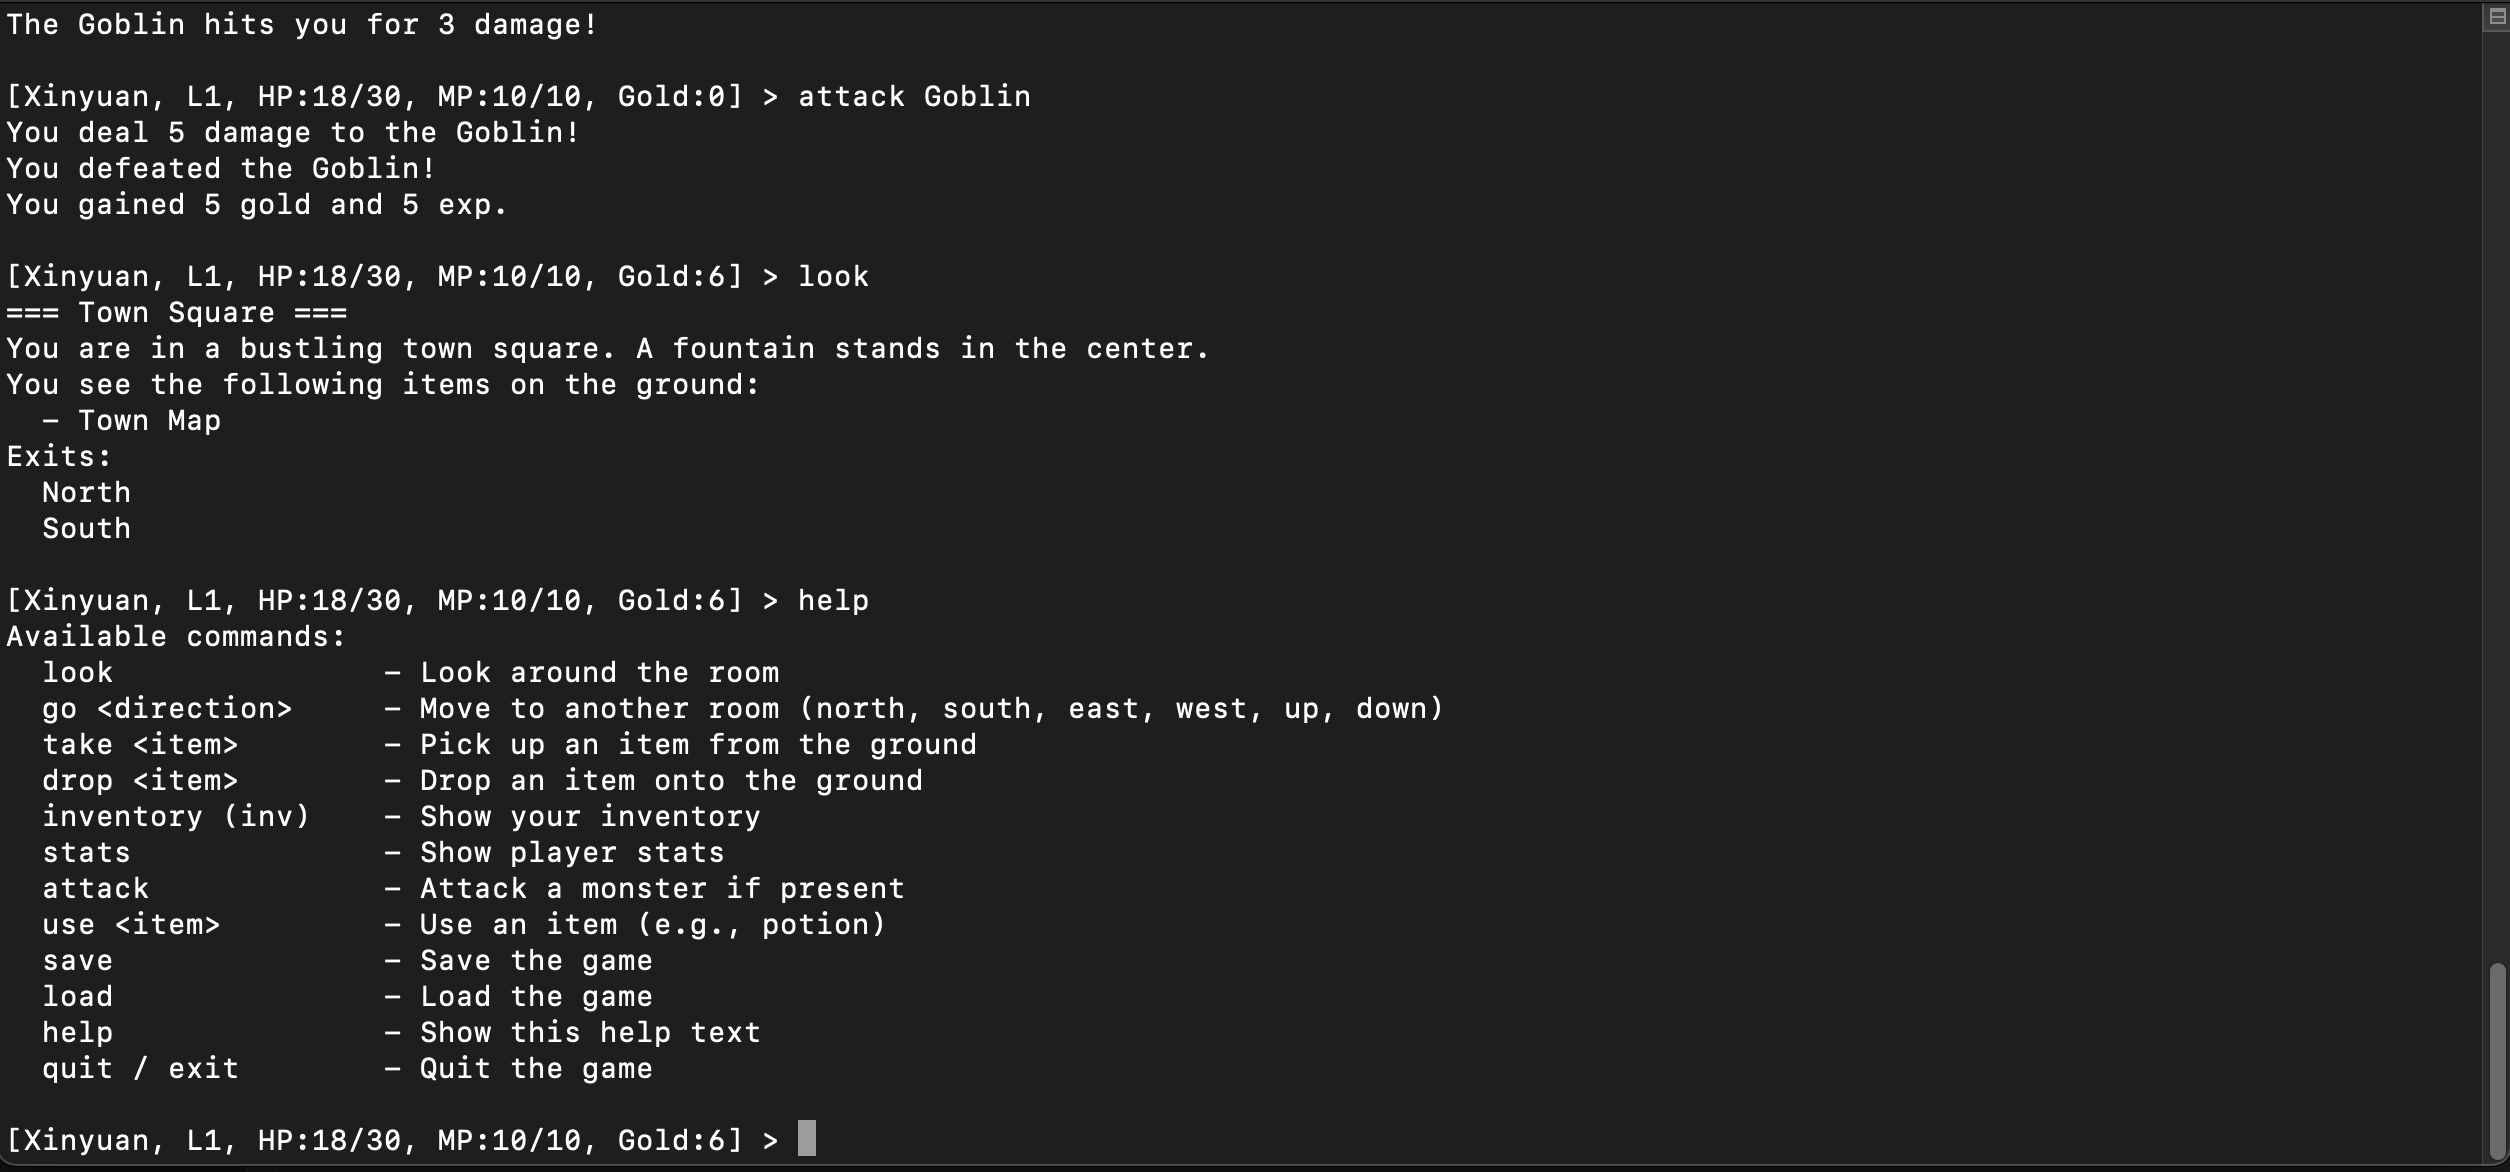 The Goblin hits you for 3 damage!
[Xinyuan, L1, HP:18/30, MP:10/10, Gold:0] > attack Goblin
You deal 5 damage to the Goblin!
You defeated the Goblin!
You gained 5 gold and 5 exp.
[Xinyuan, L1, HP:18/30, MP:10/10, Gold:6] > look
=== Town Square ===
You are in a bustling town square. A fountain stands in the center.
You see the following items on the ground:
  - Town Map
Exits:
  North
  South
[Xinyuan, L1, HP:18/30, MP:10/10, Gold:6] > help
Available commands:
  look               - Look around the room
  go <direction>     - Move to another room (north, south, east, west, up, down)
  take <item>        - Pick up an item from the ground
  drop <item>        - Drop an item onto the ground
  inventory (inv)    - Show your inventory
  stats              - Show player stats
  attack             - Attack a monster if present
  use <item>         - Use an item (e.g., potion)
  save               - Save the game
  load               - Load the game
  help               - Show this help text
  quit / exit        - Quit the game
[Xinyuan, L1, HP:18/30, MP:10/10, Gold:6] >